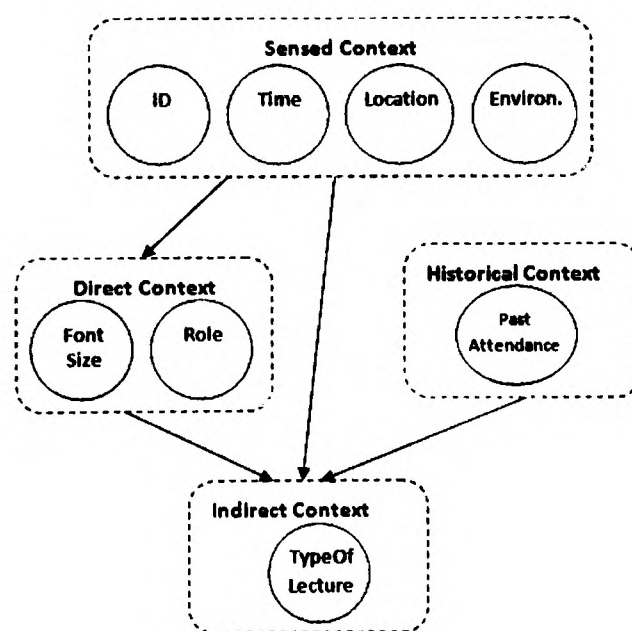 Sensed Context
ID
Time
Location
Environ.
Direct Context
Font
Size
Role
Historical Context
Past
Attendance
Indirect Context
TypeOf
Lecture